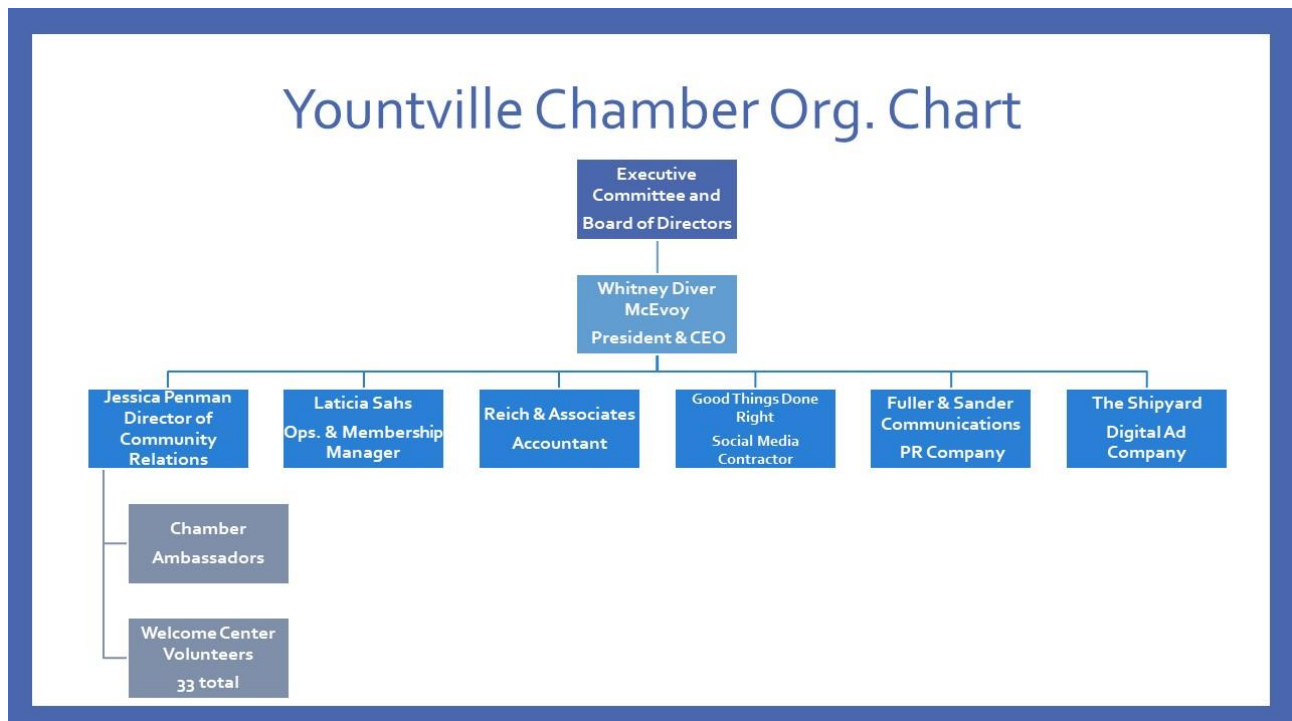 Yountville Chamber Org. Chart
Executive
Committee and
Board of Directors
Whitney Diver
McEvoy
President & CEO
Jessica Penman
Director of
Community
Relations
Laticia Sahs
Ops. & Membership
Manager
Reich & Associates
Accountant
Good Things Done
Right
Social Media
Contractor
Fuller & Sander
Communications
PR Company
The Shipyard
Digital Ad
Company
Chamber
Ambassadors
Welcome Center
Volunteers
33 total